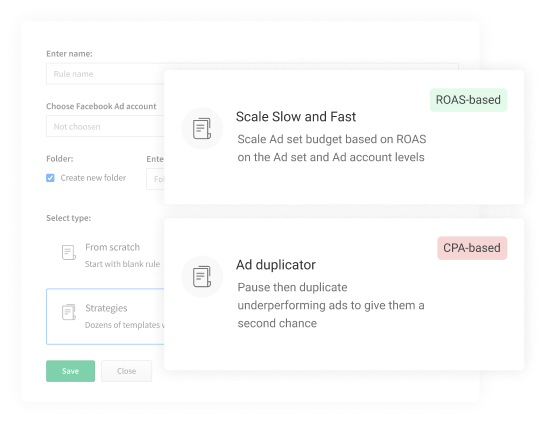 Enter name:
Rule name
Choose Facebook Ad account
Not choosen
Folder:
Create new folder
Select type:
From scratch
Start with blank rule
Strategies
Dozens of templates
Save
Close
ROAS-based
Scale Slow and Fast
Scale Ad set budget based on ROAS
on the Ad set and Ad account levels
CPA-based
Ad duplicator
Pause then duplicate
underperforming ads to give them a
second chance